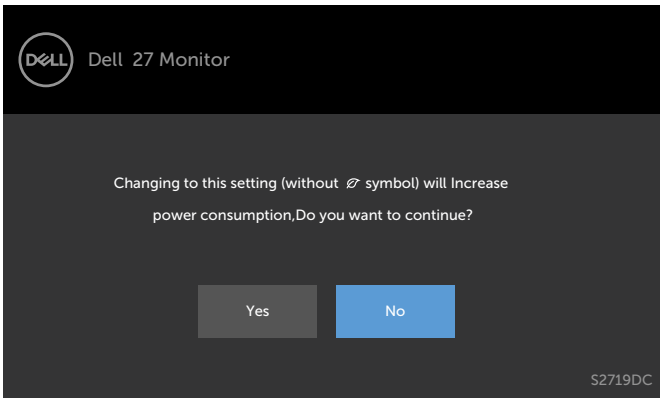 DELL
Dell 27 Monitor
Changing to this setting (without symbol) will Increase
power consumption,Do you want to continue?
Yes
No
S2719DC